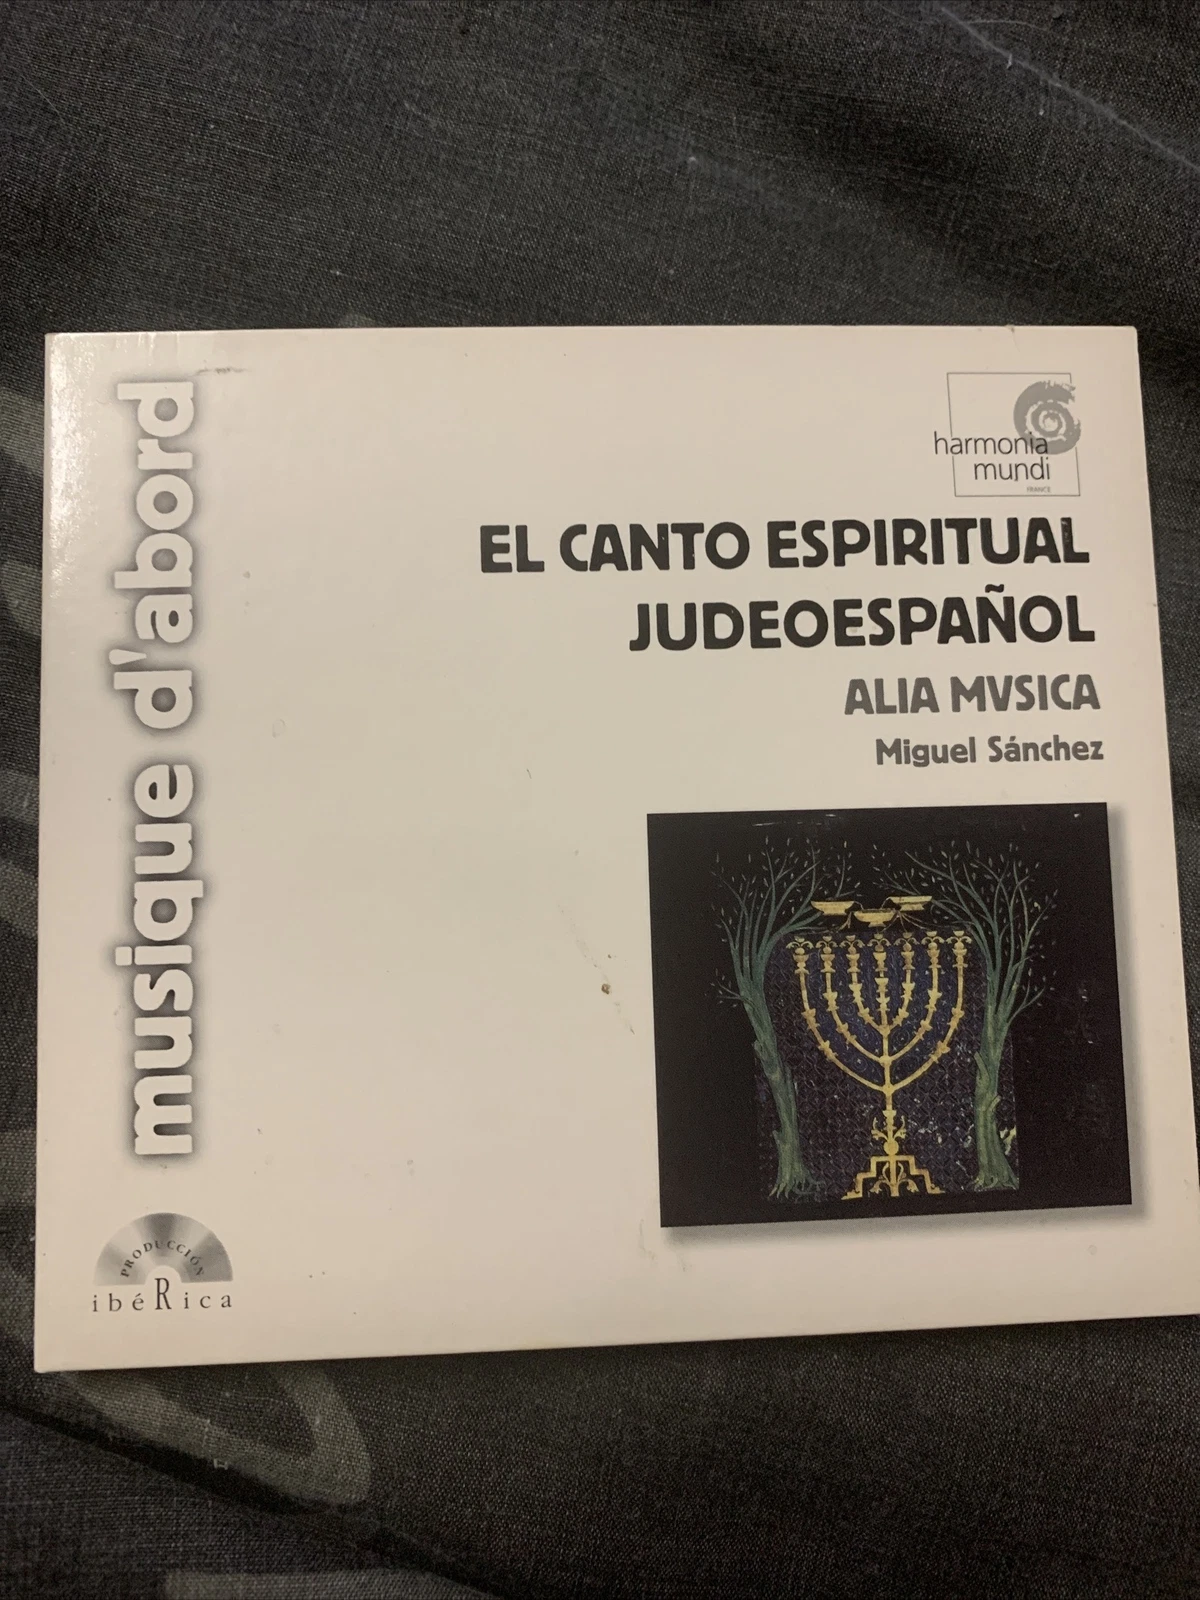 musique d'abord
harmonia
mundi
FRANCE
EL CANTO ESPIRITUAL
JUDEOESPAÑOL
ALIA MVSICA
Miguel Sánchez
PRODUCCIÓN
ibéRica